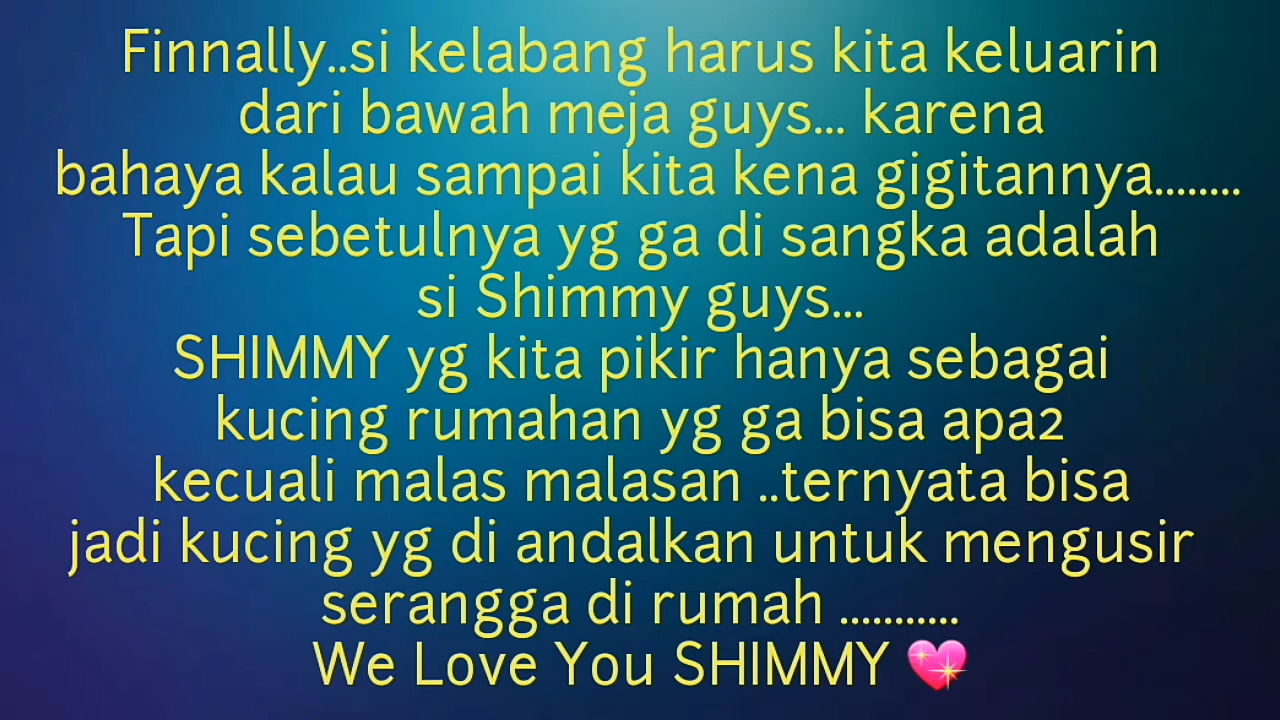 Finnally..si kelabang harus kita keluarin
dari bawah meja guys... karena
bahaya kalau sampai kita kena gigitannya........
Tapi sebetulnya yg ga di sangka adalah
si Shimmy guys...
SHIMMY yg kita pikir hanya sebagai
kucing rumahan yg ga bisa apa2
kecuali malas malasan ..ternyata bisa
jadi kucing yg di andalkan untuk mengusir
serangga di rumah ...........
We Love You SHIMMY 💖